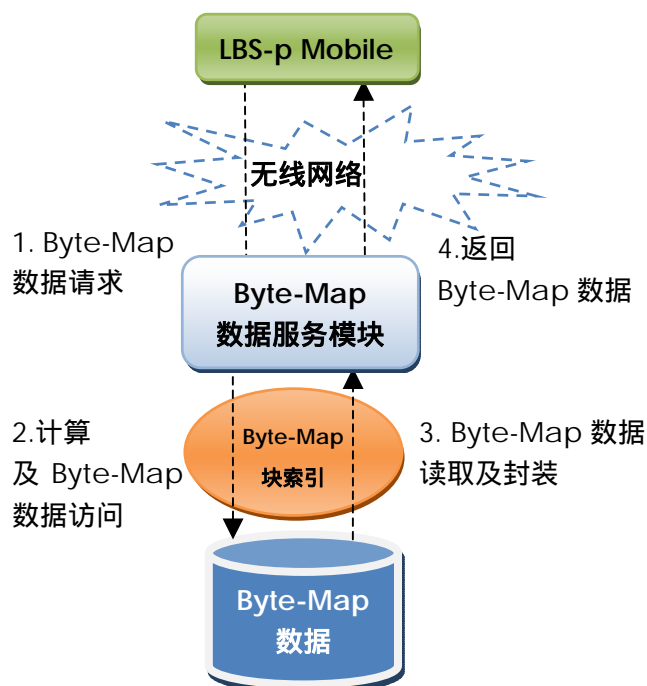 LBS-p Mobile
无线网络
1. Byte-Map
数据请求
4.返回
Byte-Map 数据
Byte-Map
数据服务模块
2.计算
及 Byte-Map
数据访问
Byte-Map
块索引
3. Byte-Map 数据
读取及封装
Byte-Map
数据